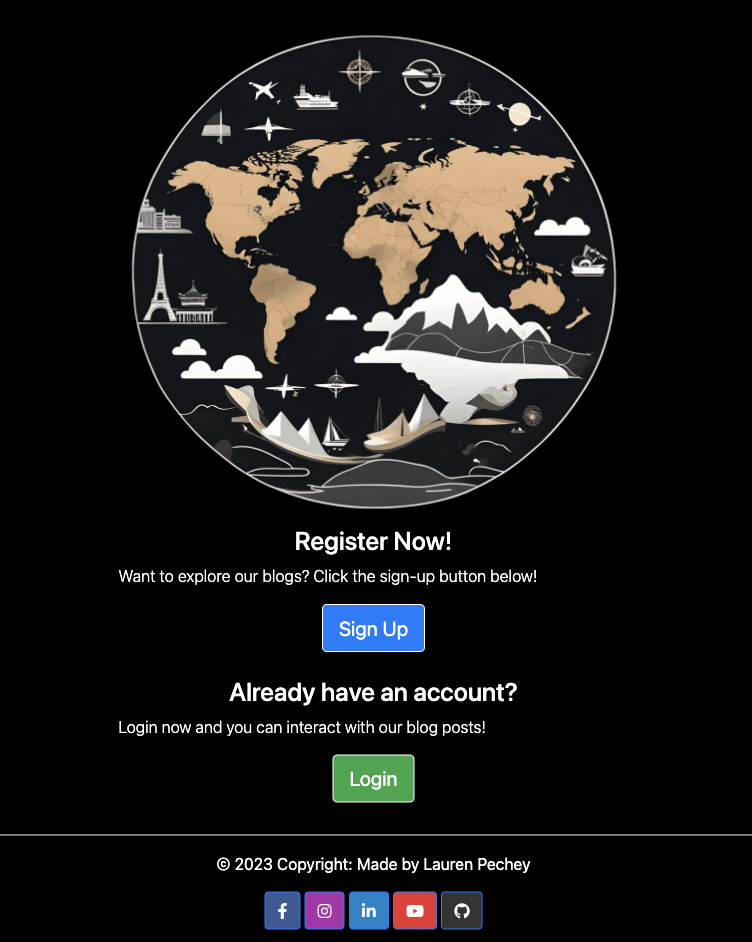 Register Now!
Want to explore our blogs? Click the sign-up button below!
Sign Up
Already have an account?
Login now and you can interact with our blog posts!
Login
© 2023 Copyright: Made by Lauren Pechey